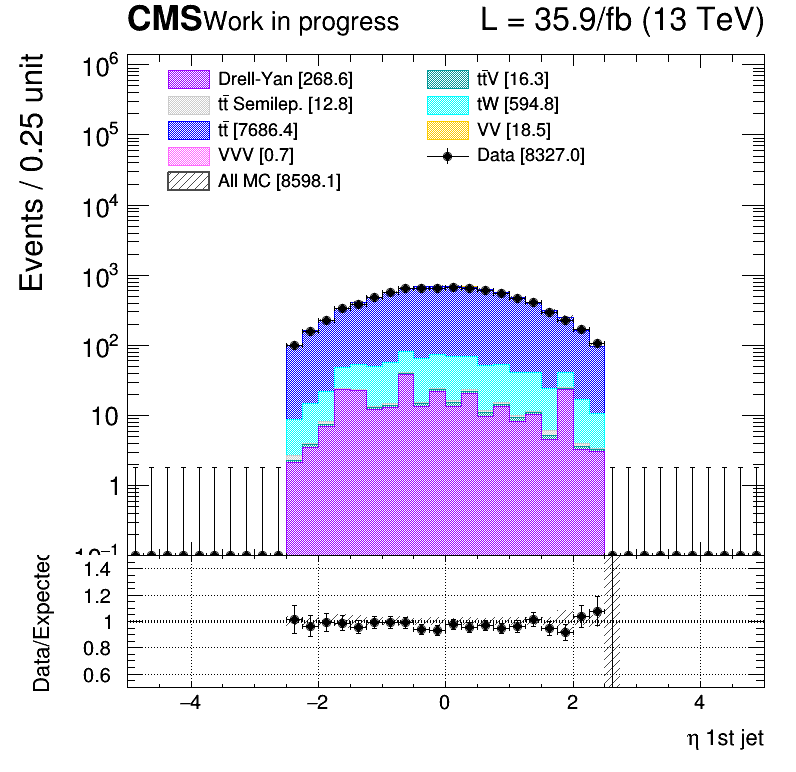 CMS Work in progress L = 35.9/fb (13 TeV)
Events / 0.25 unit
Drell-Yan [268.6]
tt̄ Semilep. [12.8]
tt̄ [7686.4]
VVV [0.7]
All MC [8598.1]
tt̄V [16.3]
tW [594.8]
VV [18.5]
Data [8327.0]
10⁶
10⁵
10⁴
10³
10²
10
1
10⁻¹
Data/Expected
1.4
1.2
1
0.8
0.6
−4 −2 0 2 4
η 1st jet